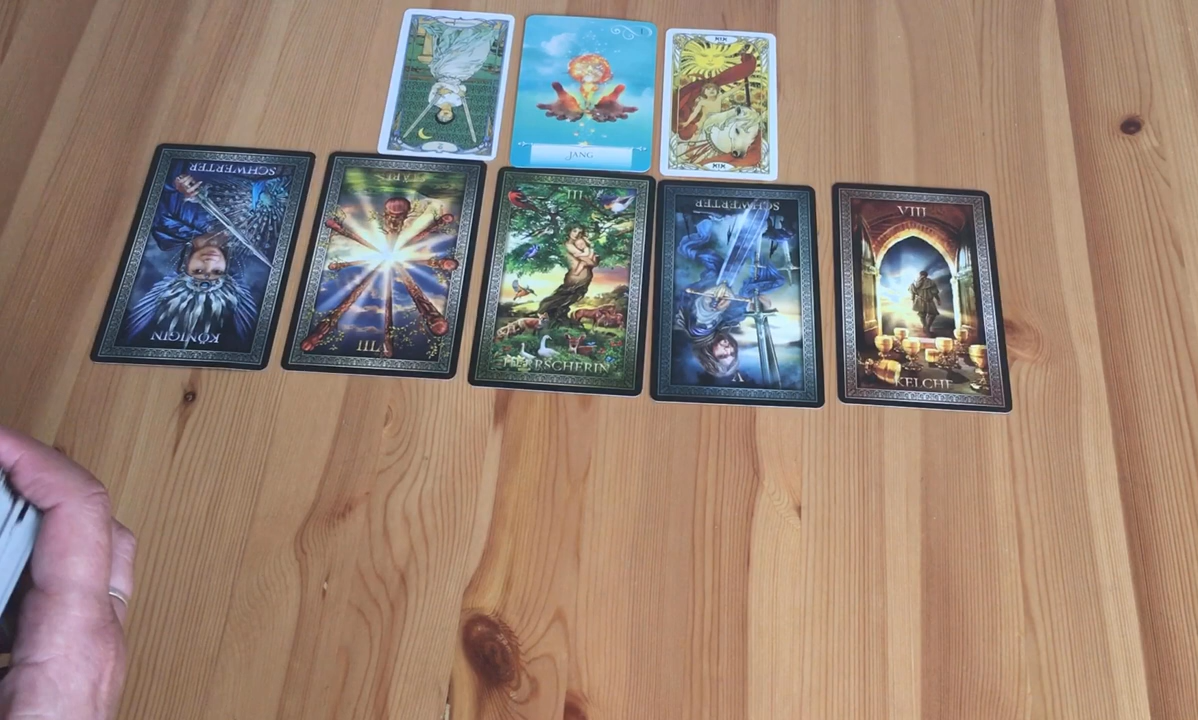 I
JANG
XIX
XIX
SCHWERTER
KÖNIGIN
STÄBE
VIII
III
HERRSCHERIN
SCHWERTER
V
VIII
KELCHE